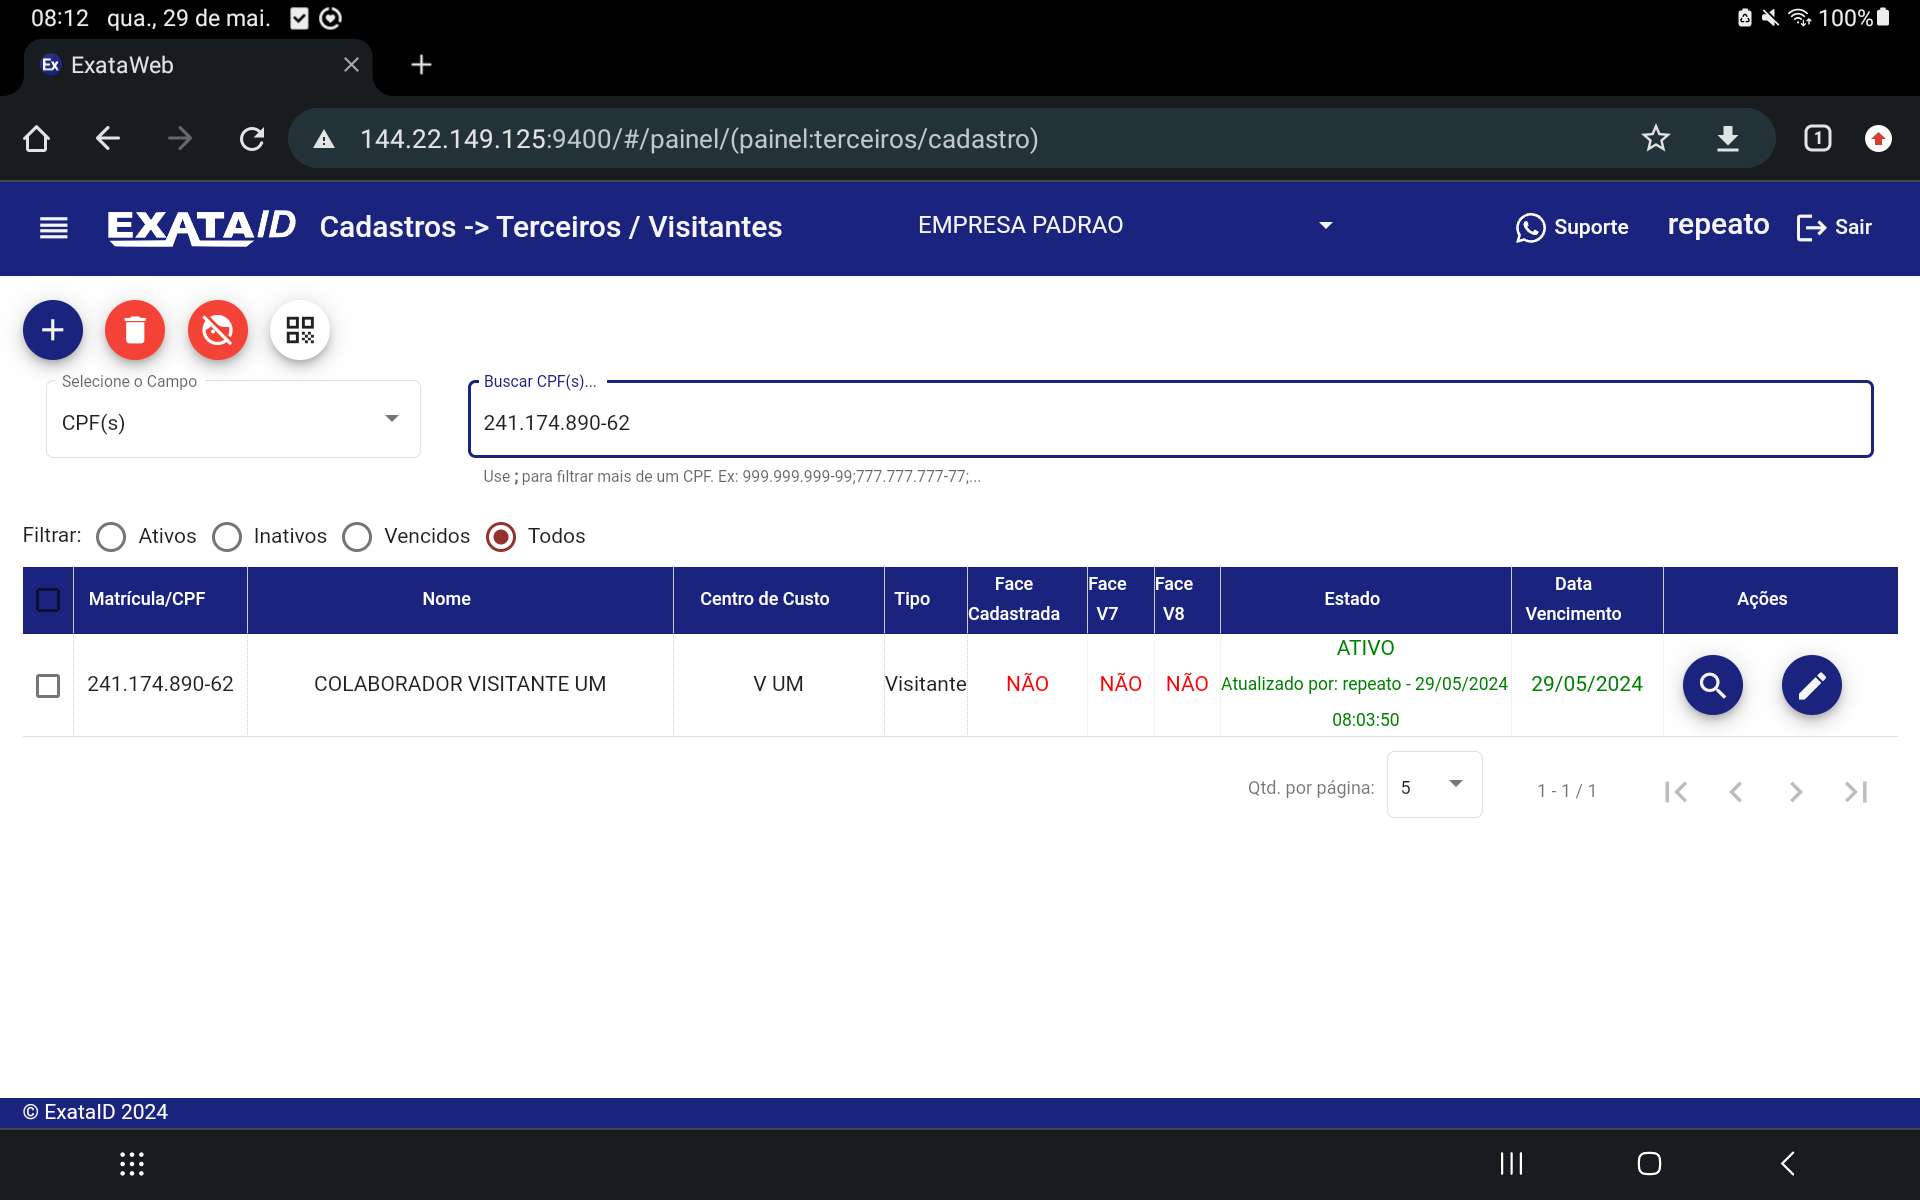 08:12 qua., 29 de mai. 100%
Ex ExataWeb
144.22.149.125:9400/#/painel/(painel:terceiros/cadastro) 1
EXATAID Cadastros -> Terceiros / Visitantes EMPRESA PADRAO Suporte repeato Sair
Selecione o Campo
CPF(s)
Buscar CPF(s)...
241.174.890-62
Use ; para filtrar mais de um CPF. Ex: 999.999.999-99;777.777.777-77;...
Filtrar: Ativos Inativos Vencidos Todos
Matrícula/CPF Nome Centro de Custo Tipo Face Cadastrada Face V7 Face V8 Estado Data Vencimento Ações
241.174.890-62 COLABORADOR VISITANTE UM V UM Visitante NÃO NÃO NÃO ATIVO
Atualizado por: repeato - 29/05/2024
08:03:50
29/05/2024
Qtd. por página: 5 1 - 1 / 1
© ExataID 2024